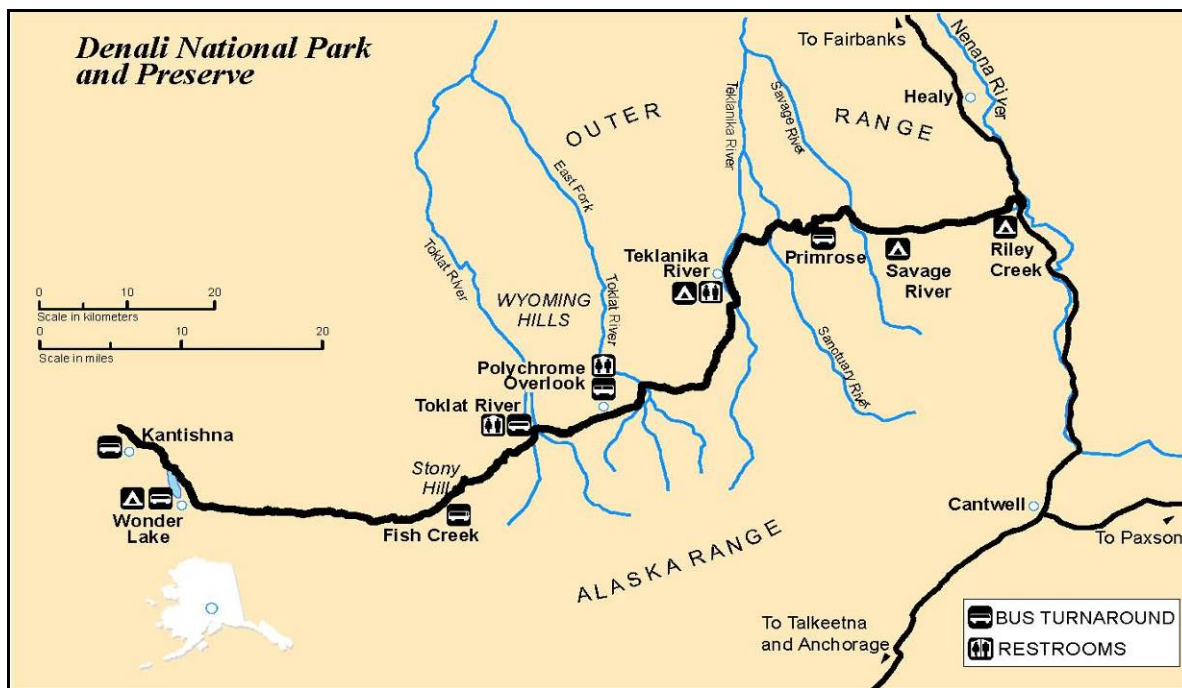 Denali National Park
and Preserve
To Fairbanks
Nenana River
Healy
OUTER
RANGE
Teklanika River
Savage River
East Fork
Toklat River
Toklat River
WYOMING
HILLS
Teklanika
River
Primrose
Savage
River
Riley
Creek
Sanctuary River
0 10 20
Scale in kilometers
0 10 20
Scale in miles
Polychrome
Overlook
Toklat River
Kantishna
Stony
Hill
Wonder
Lake
Fish Creek
Cantwell
To Paxson
ALASKA RANGE
To Talkeetna
and Anchorage
BUS TURNAROUND
RESTROOMS